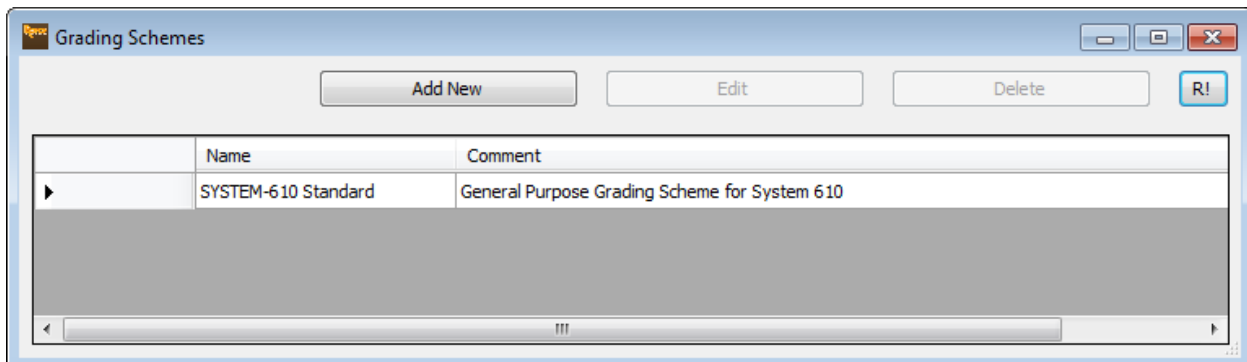 Grading Schemes
Add New Edit Delete R!
Name Comment
SYSTEM-610 Standard General Purpose Grading Scheme for System 610